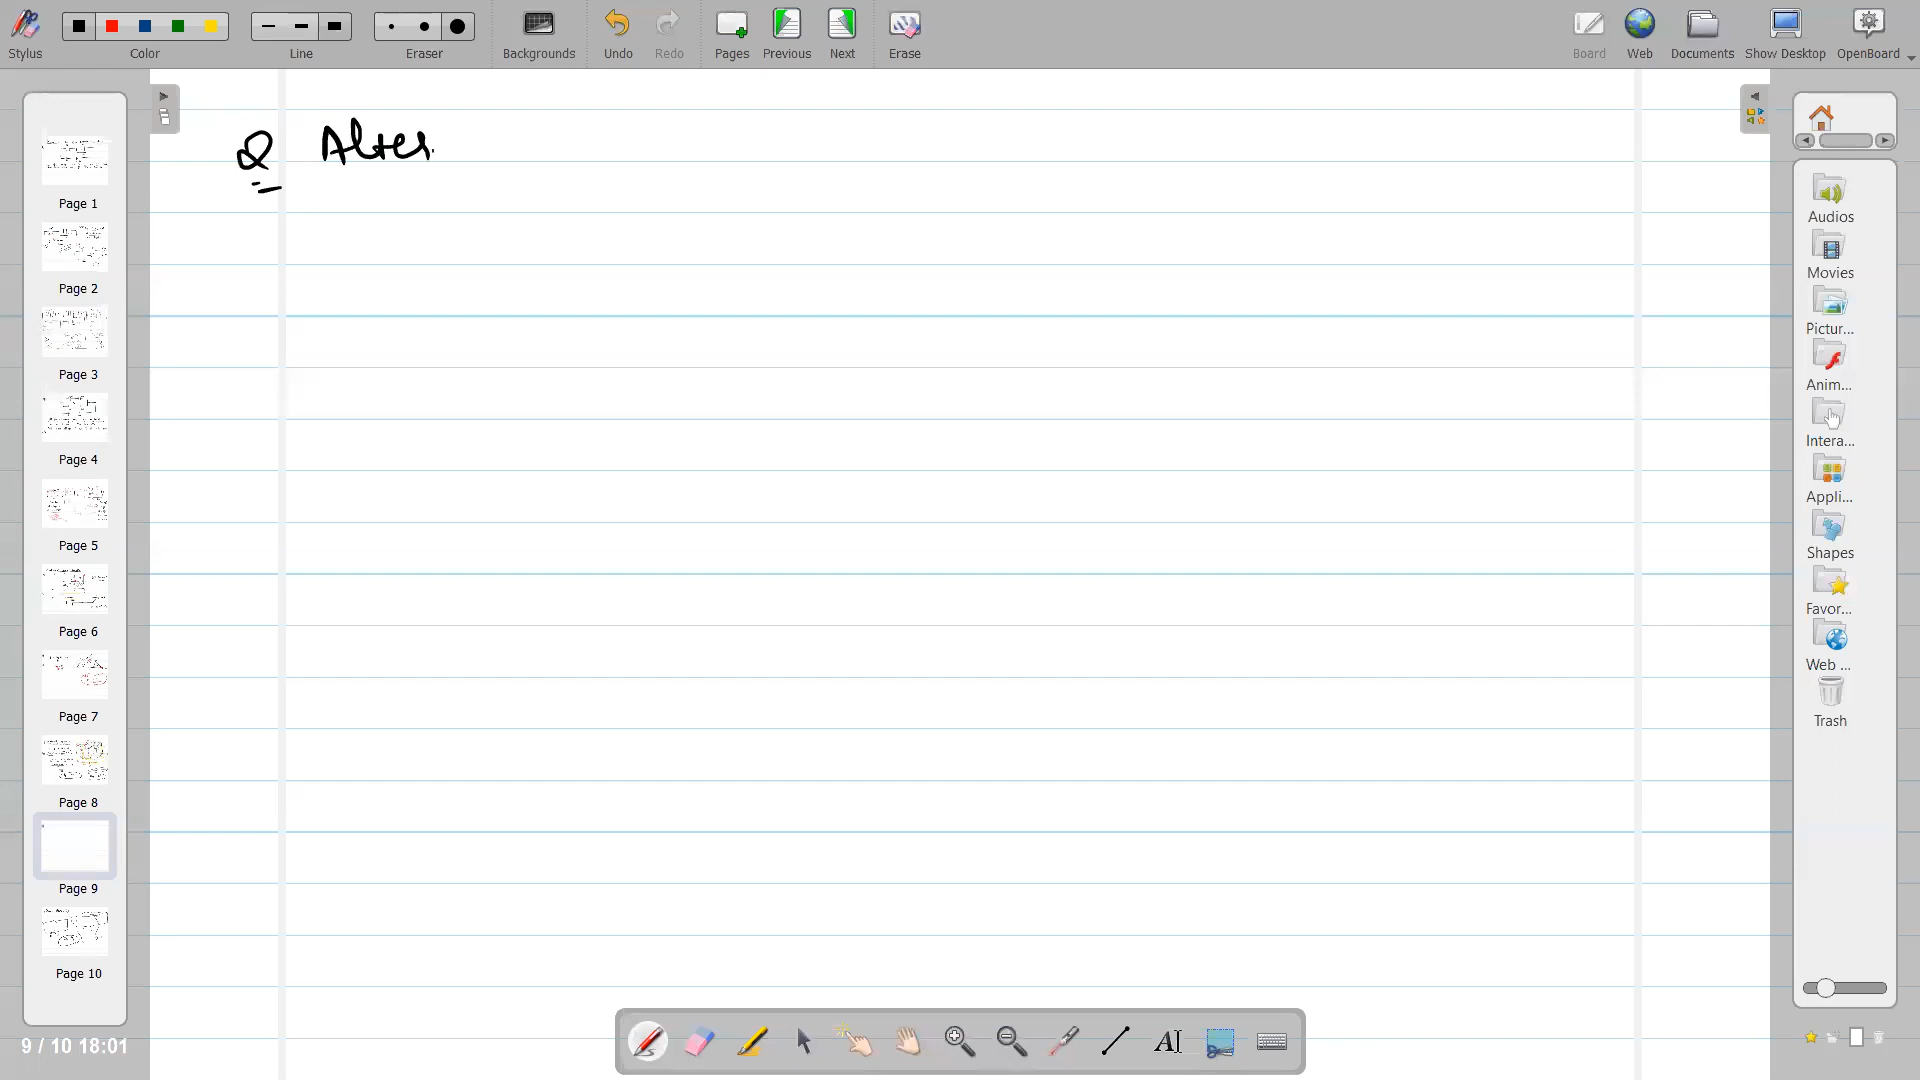 Stylus
Color
Line
Eraser
Backgrounds
Undo
Redo
Pages
Previous
Next
Erase
Board
Web
Documents
Show Desktop
OpenBoard
Q Alter
Page 1
Page 2
Page 3
Page 4
Page 5
Page 6
Page 7
Page 8
Page 9
Page 10
9 / 10 18:01
Audios
Movies
Pictur...
Anim...
Intera...
Appli...
Shapes
Favor...
Web ...
Trash